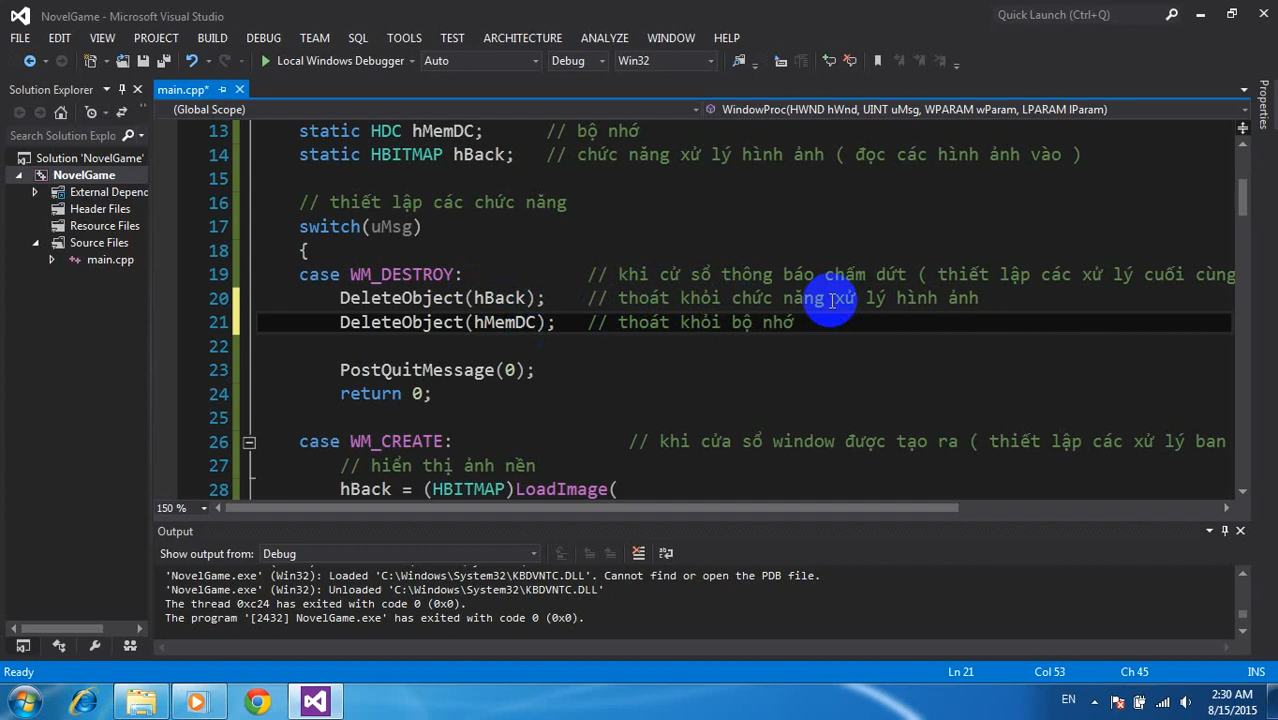 NovelGame - Microsoft Visual Studio
Quick Launch (Ctrl+Q)
FILE EDIT VIEW PROJECT BUILD DEBUG TEAM SQL TOOLS TEST ARCHITECTURE ANALYZE WINDOW HELP
Local Windows Debugger Auto Debug Win32
Solution Explorer
main.cpp*
(Global Scope)
WindowProc(HWND hWnd, UINT uMsg, WPARAM wParam, LPARAM lParam)
Properties
Search Solution Explo
Solution 'NovelGame'
NovelGame
External Depend
Header Files
Resource Files
Source Files
main.cpp
13 static HDC hMemDC; // bộ nhớ
14 static HBITMAP hBack; // chức năng xử lý hình ảnh ( đọc các hình ảnh vào )
15
16 // thiết lập các chức năng
17 switch(uMsg)
18 {
19 case WM_DESTROY: // khi cử sổ thông báo chấm dứt ( thiết lập các xử lý cuối cùng
20 DeleteObject(hBack); // thoát khỏi chức năng xử lý hình ảnh
21 DeleteObject(hMemDC); // thoát khỏi bộ nhớ
22
23 PostQuitMessage(0);
24 return 0;
25
26 case WM_CREATE: // khi cửa sổ window được tạo ra ( thiết lập các xử lý ban
27 // hiển thị ảnh nền
28 hBack = (HBITMAP)LoadImage(
150 %
Output
Show output from: Debug
'NovelGame.exe' (Win32): Loaded 'C:\Windows\System32\KBDVNTC.DLL'. Cannot find or open the PDB file.
'NovelGame.exe' (Win32): Unloaded 'C:\Windows\System32\KBDVNTC.DLL'
The thread 0xc24 has exited with code 0 (0x0).
The program '[2432] NovelGame.exe' has exited with code 0 (0x0).
Ready Ln 21 Col 53 Ch 45 INS
EN
2:30 AM
8/15/2015